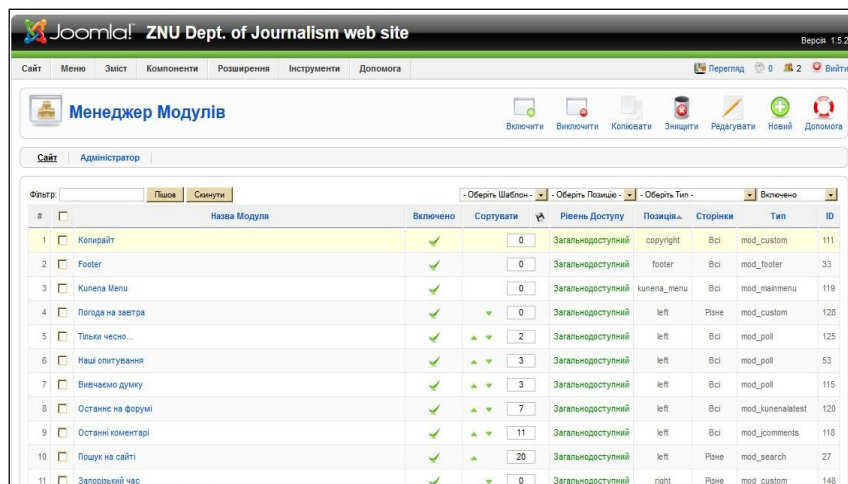 Joomla! ZNU Dept. of Journalism web site
Версія 1.5.2
Сайт Меню Зміст Компоненти Розширення Інструменти Допомога Перегляд 0 2 Вийти
Менеджер Модулів
Включити Виключити Копіювати Знищити Редагувати Новий Допомога
Сайт Адміністратор
Фільтр: Пішов Скинути - Оберіть Шаблон - - Оберіть Позицію - - Оберіть Тип - Включено
# Назва Модуля Включено Сортувати Рівень Доступу Позиція Сторінки Тип ID
1 Копирайт 0 Загальнодоступний copyright Всі mod_custom 111
2 Footer 0 Загальнодоступний footer Всі mod_footer 33
3 Kunena Menu 0 Загальнодоступний kunena_menu Всі mod_mainmenu 119
4 Погода на завтра 0 Загальнодоступний left Різне mod_custom 128
5 Тільки чесно... 2 Загальнодоступний left Всі mod_poll 125
6 Наші опитування 3 Загальнодоступний left Всі mod_poll 53
7 Вивчаємо думку 3 Загальнодоступний left Всі mod_poll 115
8 Останнє на форумі 7 Загальнодоступний left Всі mod_kunenalatest 120
9 Останні коментарі 11 Загальнодоступний left Всі mod_jcomments 118
10 Пошук на сайті 20 Загальнодоступний left Різне mod_search 27
11 Запорізький час 0 Загальнодоступний right Різне mod_custom 148